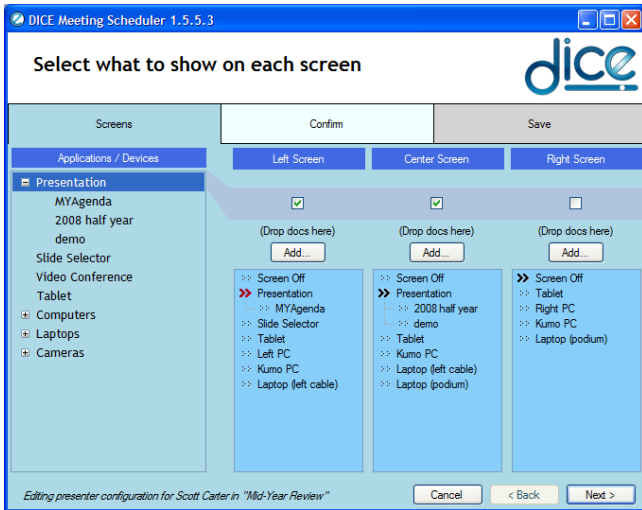 DICE Meeting Scheduler 1.5.5.3
Select what to show on each screen
dice
Screens
Confirm
Save
Applications / Devices
Left Screen
Center Screen
Right Screen
Presentation
MYAgenda
2008 half year
demo
Slide Selector
Video Conference
Tablet
Computers
Laptops
Cameras
(Drop docs here)
Add...
Screen Off
Presentation
MYAgenda
Slide Selector
Tablet
Left PC
Kumo PC
Laptop (left cable)
(Drop docs here)
Add...
Screen Off
Presentation
2008 half year
demo
Tablet
Kumo PC
Laptop (left cable)
Laptop (podium)
(Drop docs here)
Add...
Screen Off
Tablet
Right PC
Kumo PC
Laptop (podium)
Editing presenter configuration for Scott Carter in "Mid-Year Review"
Cancel
< Back
Next >